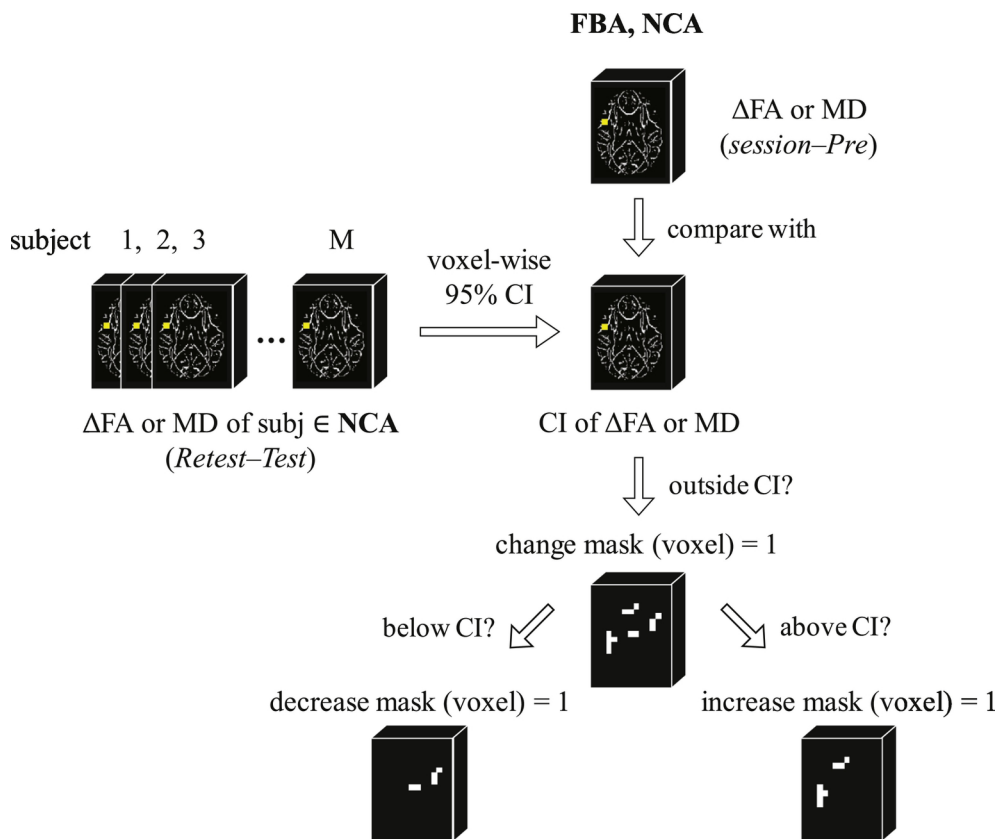 FBA, NCA
ΔFA or MD
(session–Pre)
compare with
subject 1, 2, 3 M
voxel-wise
95% CI
...
ΔFA or MD of subj ∈ NCA
(Retest–Test)
CI of ΔFA or MD
outside CI?
change mask (voxel) = 1
below CI?
above CI?
decrease mask (voxel) = 1
increase mask (voxel) = 1